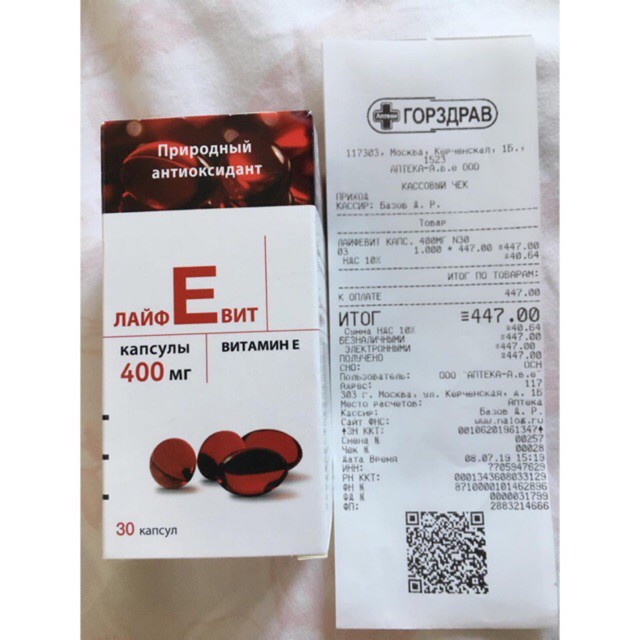 Природный
антиоксидант
ЛАЙФ Е ВИТ
капсулы
400 мг
ВИТАМИН Е
30 капсул
Аптеки ГОРЗДРАВ
117303, Москва, Керченская, 1Б.,
1523
АПТЕКА-А.в.е ООО
КАССОВЫЙ ЧЕК
ПРИХОД
КАССИР: Базов Д. Р.
Товар
ЛАЙФЕВИТ КАПС. 400МГ N30
03 1.000 * 447.00 =447.00
НДС 10% =40.64
ИТОГ ПО ТОВАРАМ:
К ОПЛАТЕ 447.00
ИТОГ =447.00
Сумма НДС 10% =40.64
БЕЗНАЛИЧНЫМИ =447.00
ЭЛЕКТРОННЫМИ =447.00
ПОЛУЧЕНО =447.00
СНО: ОСН
Пользователь: ООО "АПТЕКА-А.в.е"
Адрес: 117
303 г. Москва, ул. Керченская, д. 1Б
Место расчетов: Аптека
Кассир: Базов Д. Р.
Сайт ФНС: www.nalog.ru
ЗН ККТ: 00106201961347
Смена N 00257
Чек N 00028
Дата Время 08.07.19 15:19
ИНН: 7705947629
РН ККТ: 0001343608033129
ФН N 8710000101462896
ФД N 0000031799
ФП: 2883214666